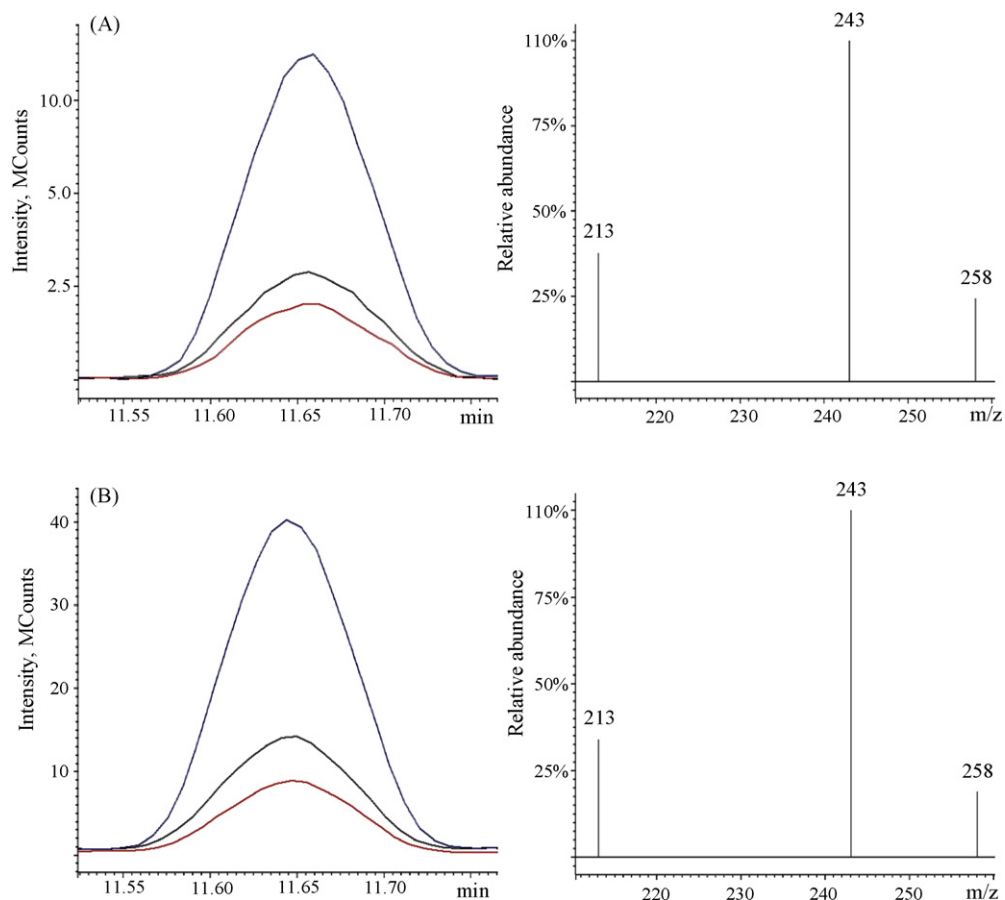 (A)
Intensity, MCounts
10.0
5.0
2.5
11.55 11.60 11.65 11.70 min
Relative abundance
110%
75%
50%
25%
243
213
258
220 230 240 250 m/z
(B)
Intensity, MCounts
40
30
20
10
11.55 11.60 11.65 11.70 min
Relative abundance
110%
75%
50%
25%
243
213
258
220 230 240 250 m/z